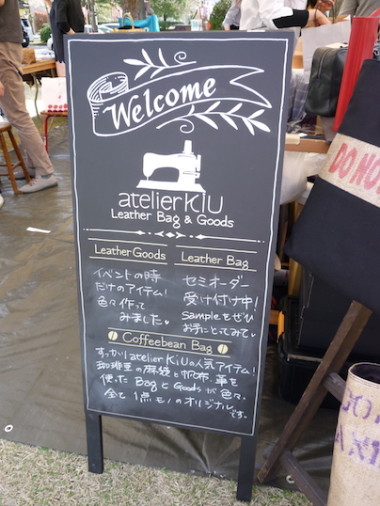 Welcome
atelierKiU
Leather Bag & Goods
Leather Goods
Leather Bag
イベントの時
だけのアイテム!
色々作って
みました♥
セミオーダー
受け付け中!
Sampleもぜひ
お手にとってみて♥
Coffeebean Bag
すっかりatelierKiUの人気アイテム!
珈琲豆の麻袋と帆布、革を
使ったBagとGoodsが色々。
全て1点モノのオリジナルです。
DO NO